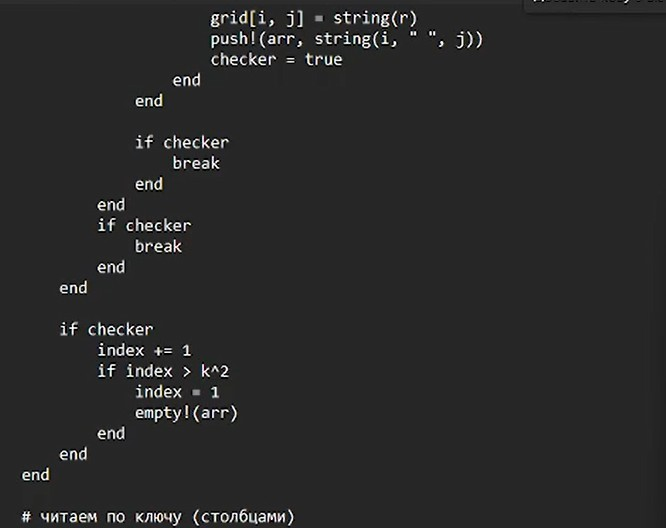 grid[i, j] = string(r)
push!(arr, string(i, " ", j))
checker = true
end
end
if checker
break
end
end
if checker
break
end
end
if checker
index += 1
if index > k^2
index = 1
empty!(arr)
end
end
end
# читаем по ключу (столбцами)